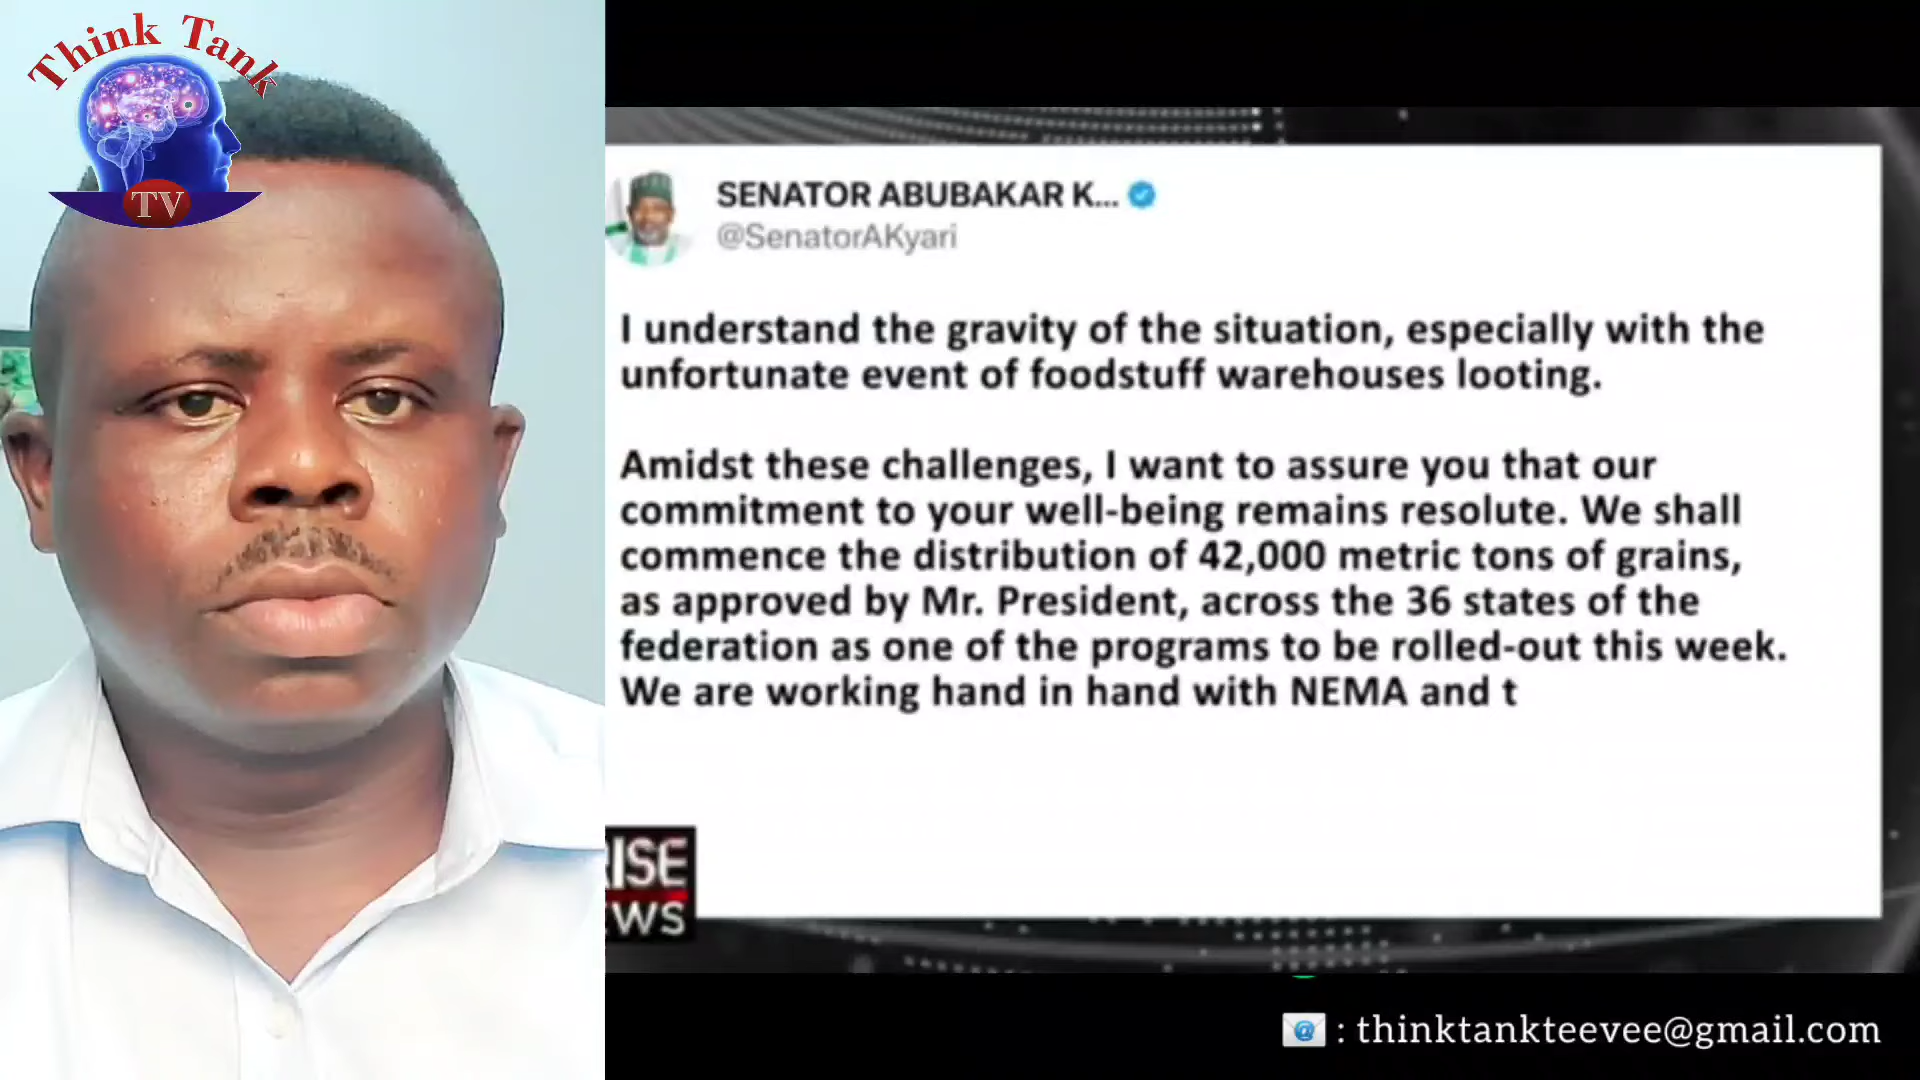 Think Tank
TV
SENATOR ABUBAKAR K...
@SenatorAKyari
I understand the gravity of the situation, especially with the
unfortunate event of foodstuff warehouses looting.
Amidst these challenges, I want to assure you that our
commitment to your well-being remains resolute. We shall
commence the distribution of 42,000 metric tons of grains,
as approved by Mr. President, across the 36 states of the
federation as one of the programs to be rolled-out this week.
We are working hand in hand with NEMA and t
RISE
EWS
: thinktankteevee@gmail.com